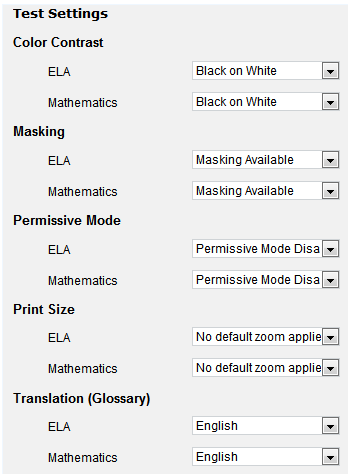 Test Settings
Color Contrast
ELA Black on White
Mathematics Black on White
Masking
ELA Masking Available
Mathematics Masking Available
Permissive Mode
ELA Permissive Mode Disa
Mathematics Permissive Mode Disa
Print Size
ELA No default zoom applie
Mathematics No default zoom applie
Translation (Glossary)
ELA English
Mathematics English